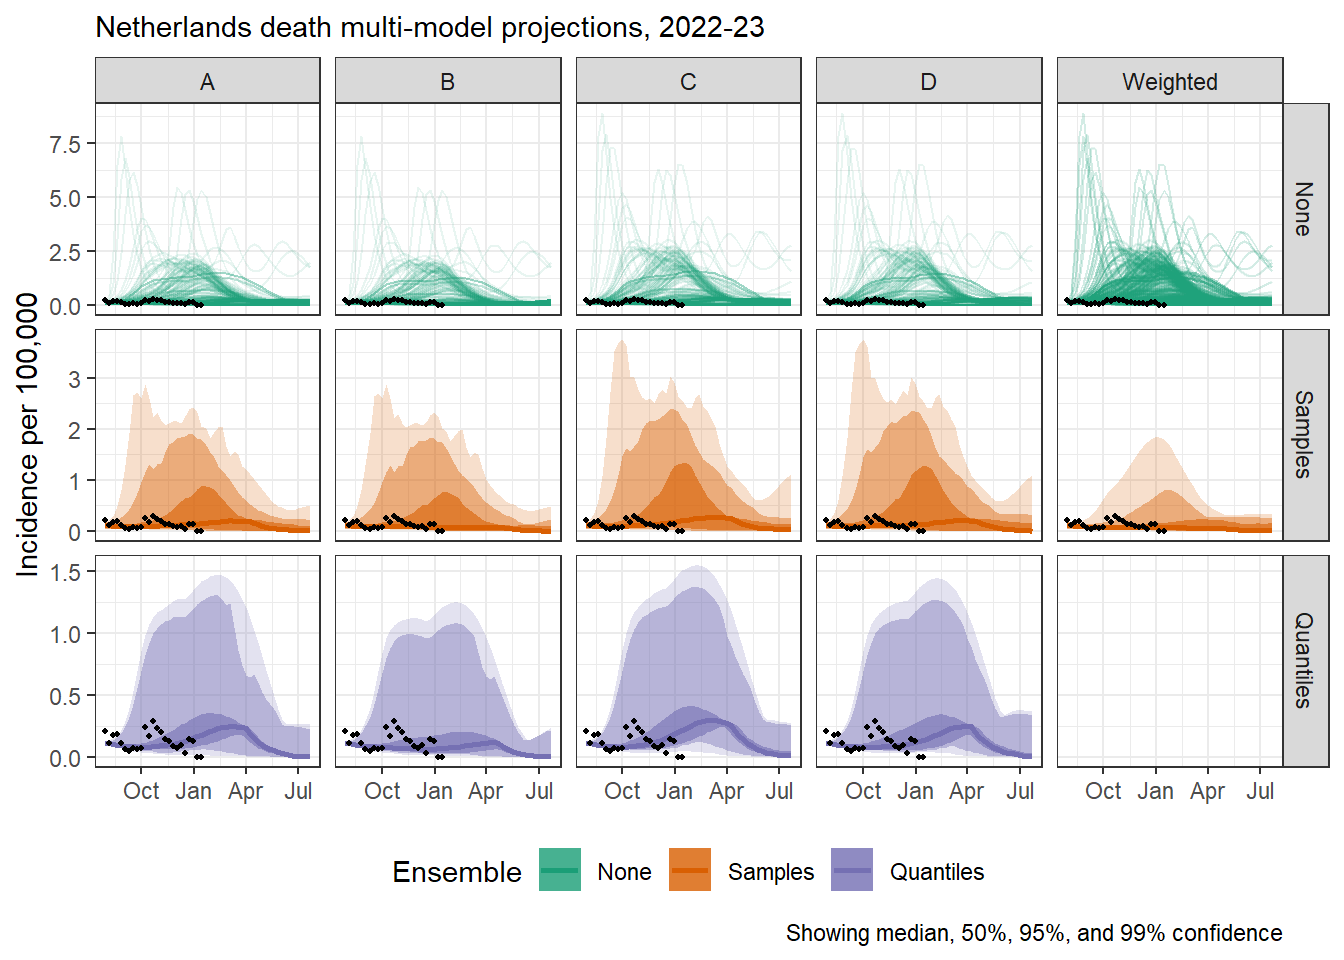 Netherlands death multi-model projections, 2022-23
A B C D Weighted
7.5
5.0
2.5
0.0
None
3
2
1
0
Samples
1.5
1.0
0.5
0.0
Quantiles
Incidence per 100,000
Oct Jan Apr Jul Oct Jan Apr Jul Oct Jan Apr Jul Oct Jan Apr Jul Oct Jan Apr Jul
Ensemble None Samples Quantiles
Showing median, 50%, 95%, and 99% confidence